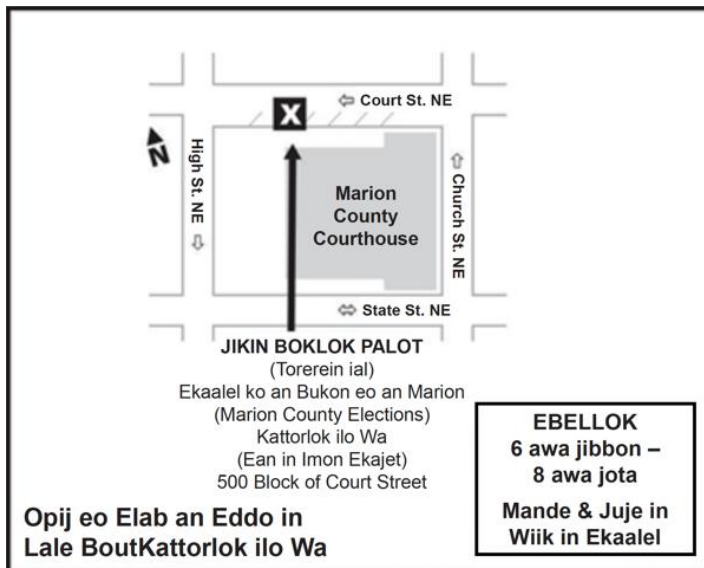 Court St. NE
X
N
High St. NE
Marion
County
Courthouse
Church St. NE
State St. NE
JIKIN BOKLOK PALOT
(Torerein ial)
Ekaalel ko an Bukon eo an Marion
(Marion County Elections)
Kattorlok ilo Wa
(Ean in Imon Ekajet)
500 Block of Court Street
EBELLOK
6 awa jibbon –
8 awa jota
Mande & Juje in
Wiik in Ekaalel
Opij eo Elab an Eddo in
Lale BoutKattorlok ilo Wa